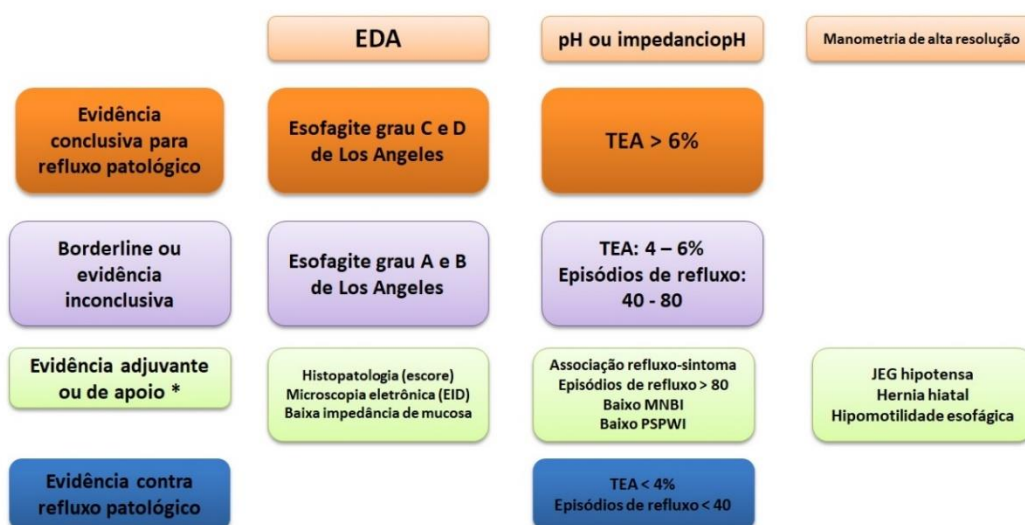 EDA
pH ou impedanciopH
Manometria de alta resolução
Evidência
conclusiva para
refluxo patológico
Esofagite grau C e D
de Los Angeles
TEA > 6%
Borderline ou
evidência
inconclusiva
Esofagite grau A e B
de Los Angeles
TEA: 4 – 6%
Episódios de refluxo:
40 - 80
Evidência adjuvante
ou de apoio *
Histopatologia (escore)
Microscopia eletrônica (EID)
Baixa impedância de mucosa
Associação refluxo-sintoma
Episódios de refluxo > 80
Baixo MNBI
Baixo PSPWI
JEG hipotensa
Hernia hiatal
Hipomotilidade esofágica
Evidência contra
refluxo patológico
TEA < 4%
Episódios de refluxo < 40